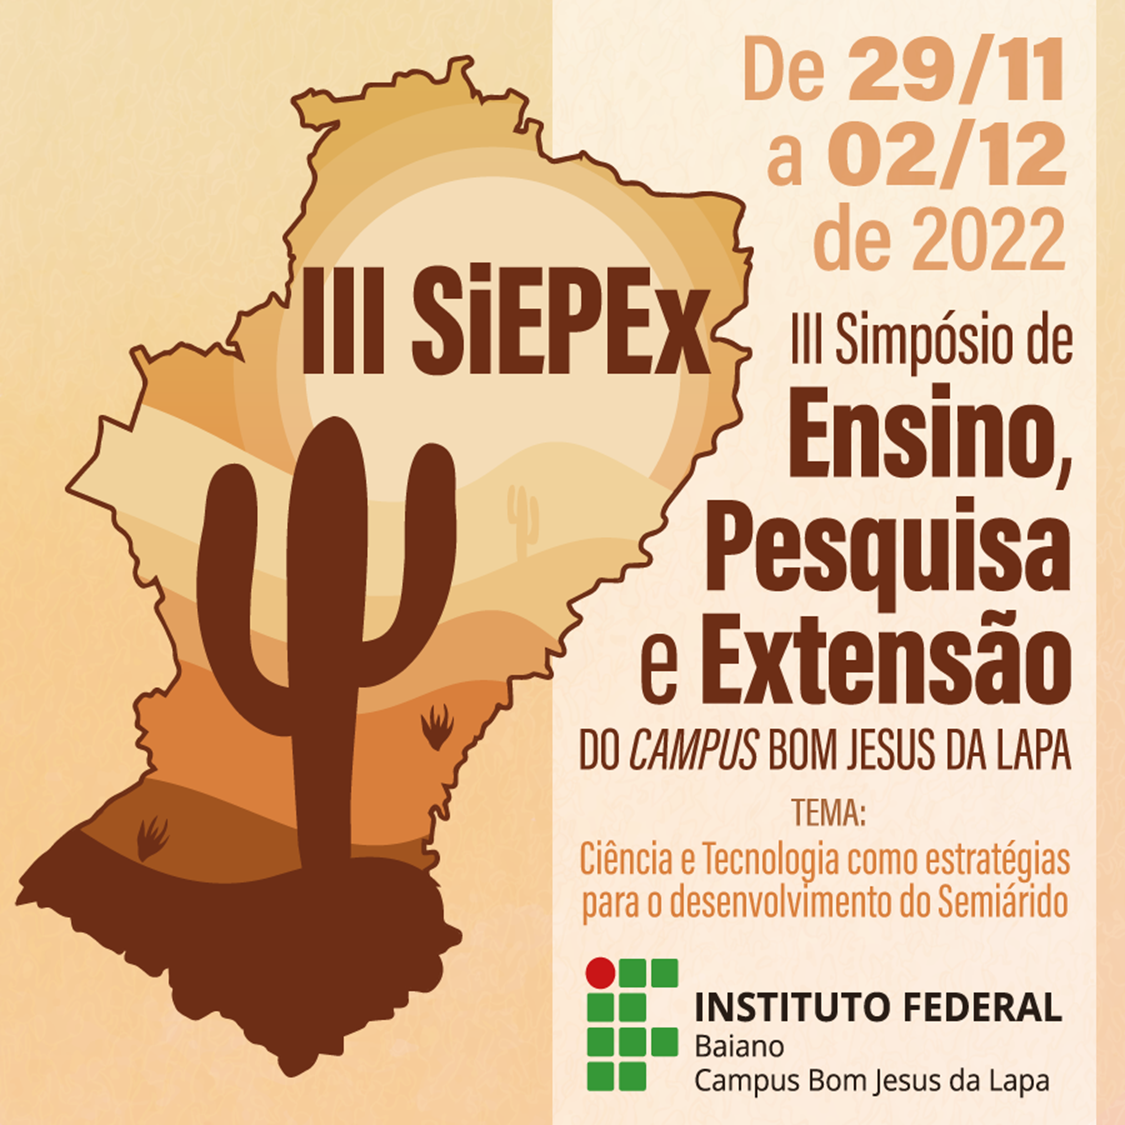 III SiEPEx
De 29/11
a 02/12
de 2022
III Simpósio de
Ensino,
Pesquisa
e Extensão
DO CAMPUS BOM JESUS DA LAPA
TEMA:
Ciência e Tecnologia como estratégias
para o desenvolvimento do Semiárido
INSTITUTO FEDERAL
Baiano
Campus Bom Jesus da Lapa